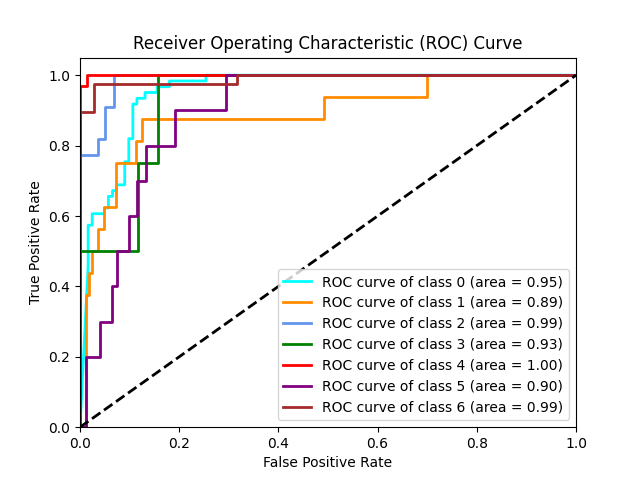 Receiver Operating Characteristic (ROC) Curve
True Positive Rate
1.0
0.8
0.6
0.4
0.2
0.0
ROC curve of class 0 (area = 0.95)
ROC curve of class 1 (area = 0.89)
ROC curve of class 2 (area = 0.99)
ROC curve of class 3 (area = 0.93)
ROC curve of class 4 (area = 1.00)
ROC curve of class 5 (area = 0.90)
ROC curve of class 6 (area = 0.99)
0.0 0.2 0.4 0.6 0.8 1.0
False Positive Rate